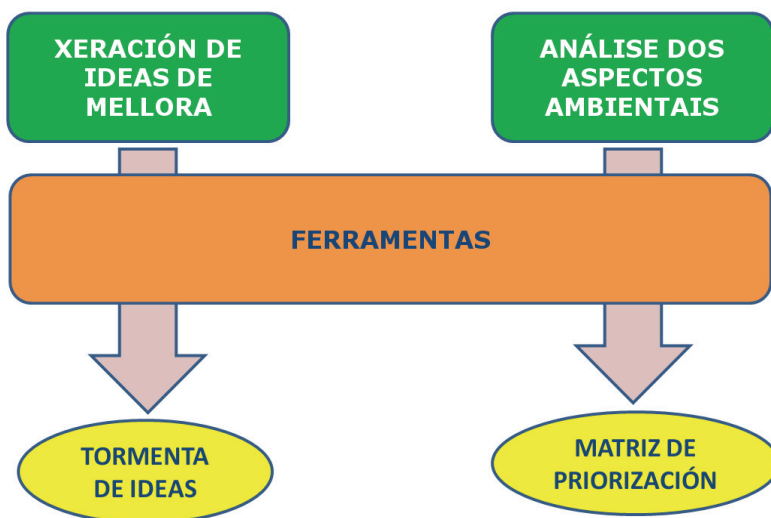 XERACIÓN DE
IDEAS DE
MELLORA
ANÁLISE DOS
ASPECTOS
AMBIENTAIS
FERRAMENTAS
TORMENTA
DE IDEAS
MATRIZ DE
PRIORIZACIÓN